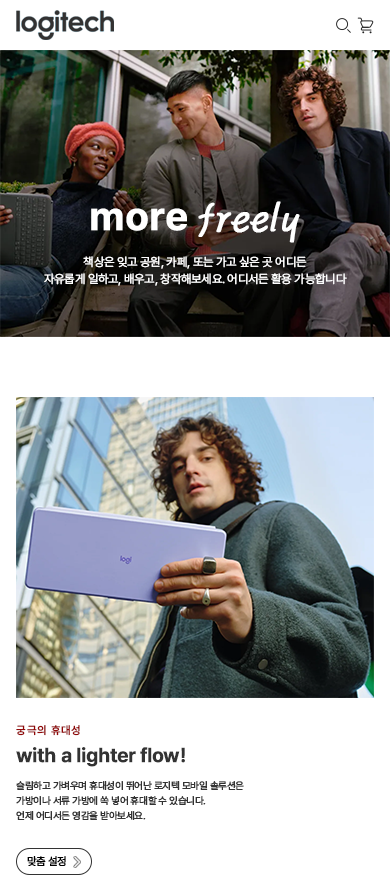 logitech
more freely
책상은 잊고 공원, 카페, 또는 가고 싶은 곳 어디든
자유롭게 일하고, 배우고, 창작해보세요. 어디서든 활용 가능합니다
logi
궁극의 휴대성
with a lighter flow!
슬림하고 가벼우며 휴대성이 뛰어난 로지텍 모바일 솔루션은
가방이나 서류 가방에 쏙 넣어 휴대할 수 있습니다.
언제 어디서든 영감을 받아보세요.
맞춤 설정